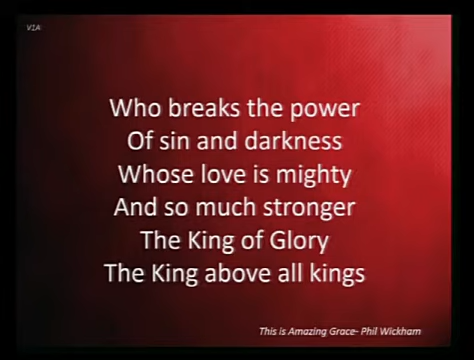 V1A:
Who breaks the power
Of sin and darkness
Whose love is mighty
And so much stronger
The King of Glory
The King above all kings
This is Amazing Grace- Phil Wickham